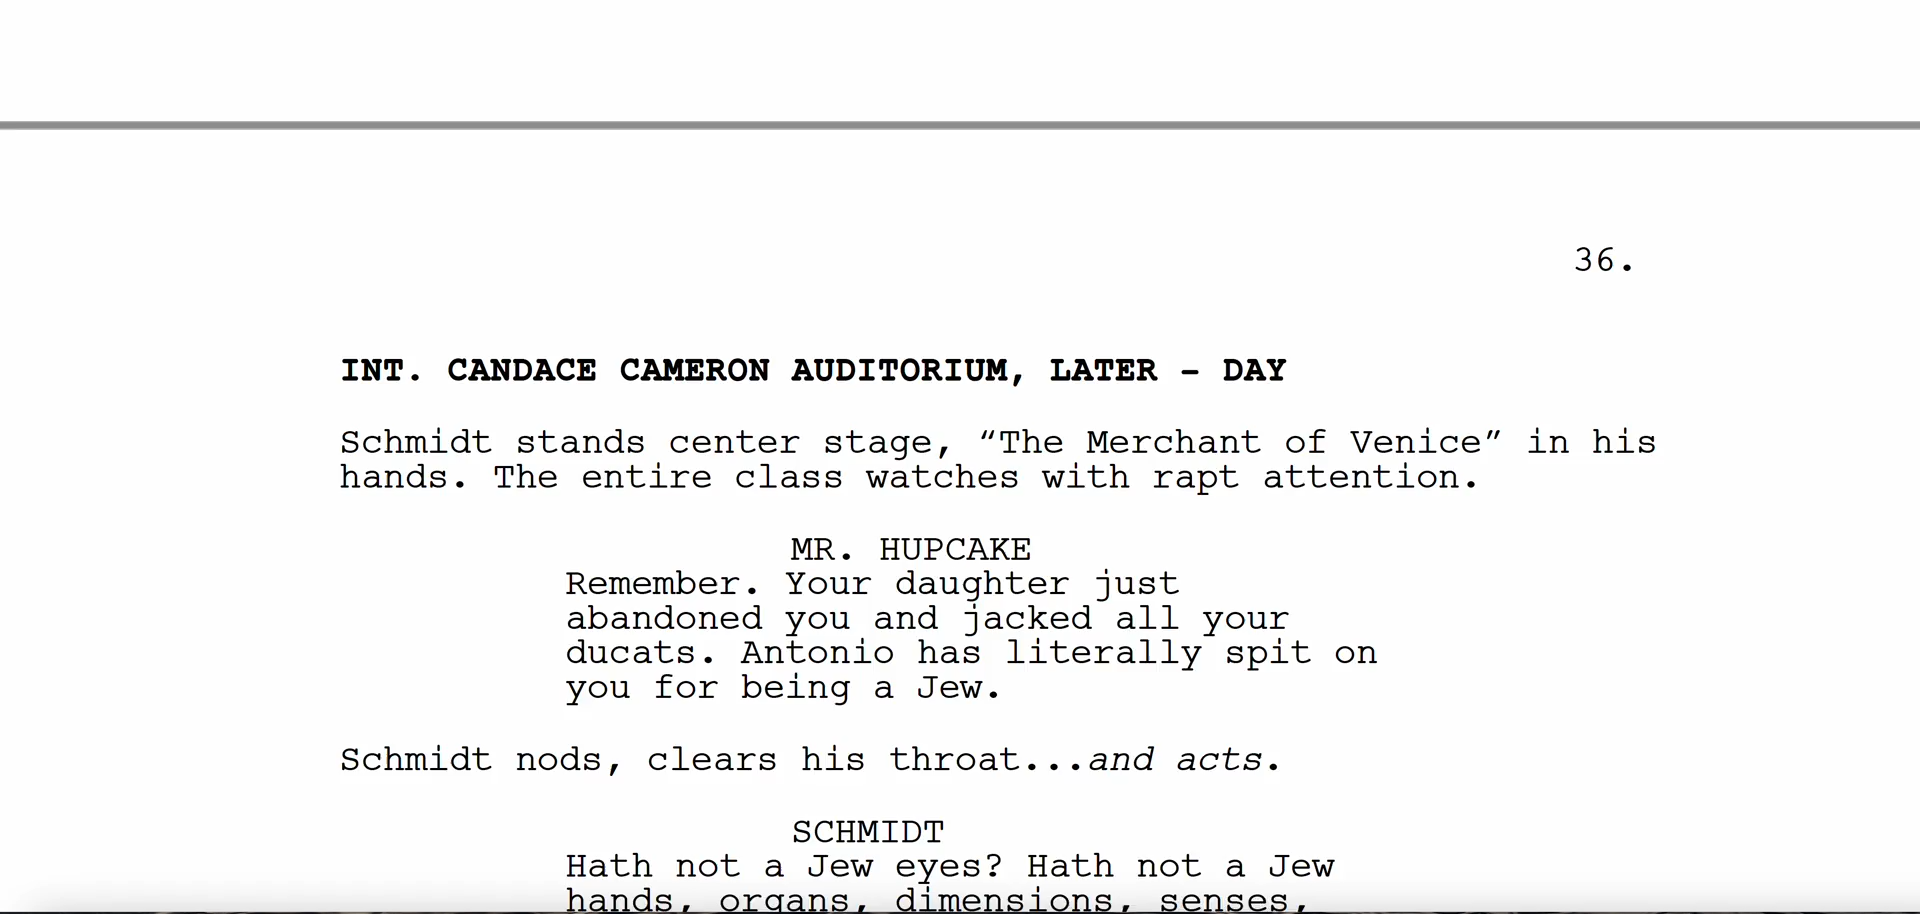 36.
INT. CANDACE CAMERON AUDITORIUM, LATER – DAY
Schmidt stands center stage, “The Merchant of Venice” in his
hands. The entire class watches with rapt attention.
MR. HUPCAKE
Remember. Your daughter just
abandoned you and jacked all your
ducats. Antonio has literally spit on
you for being a Jew.
Schmidt nods, clears his throat...and acts.
SCHMIDT
Hath not a Jew eyes? Hath not a Jew
hands, organs, dimensions, senses,